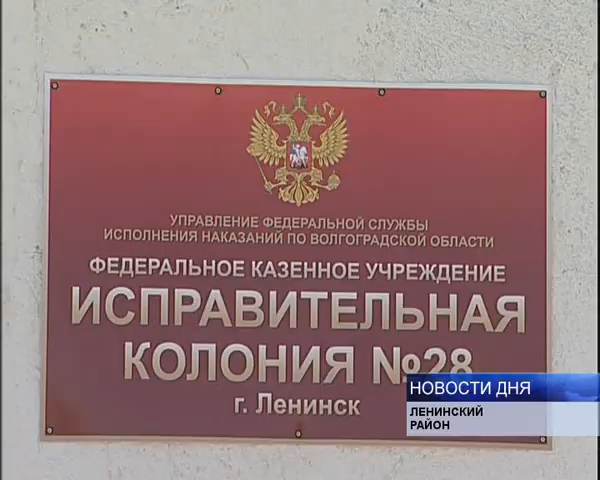 УПРАВЛЕНИЕ ФЕДЕРАЛЬНОЙ СЛУЖБЫ
ИСПОЛНЕНИЯ НАКАЗАНИЙ ПО ВОЛГОГРАДСКОЙ ОБЛАСТИ
ФЕДЕРАЛЬНОЕ КАЗЕННОЕ УЧРЕЖДЕНИЕ
ИСПРАВИТЕЛЬНАЯ
КОЛОНИЯ №28
г. Ленинск
НОВОСТИ ДНЯ
ЛЕНИНСКИЙ
РАЙОН